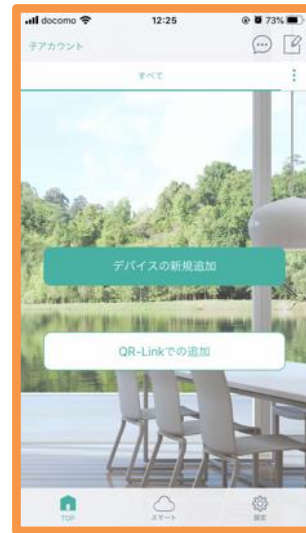 docomo 12:25 73%
子アカウント
すべて
デバイスの新規追加
QR-Linkでの追加
TOP スマート 設定